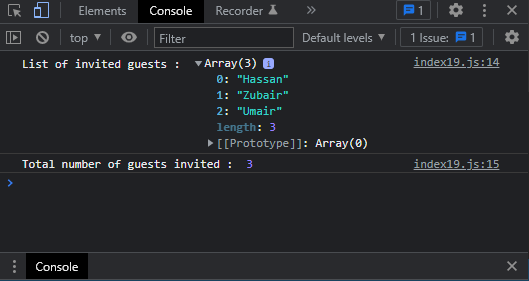 Elements Console Recorder 1
top Filter Default levels 1 Issue: 1
List of invited guests : Array(3) i index19.js:14
0: "Hassan"
1: "Zubair"
2: "Umair"
length: 3
[[Prototype]]: Array(0)
Total number of guests invited : 3 index19.js:15
Console